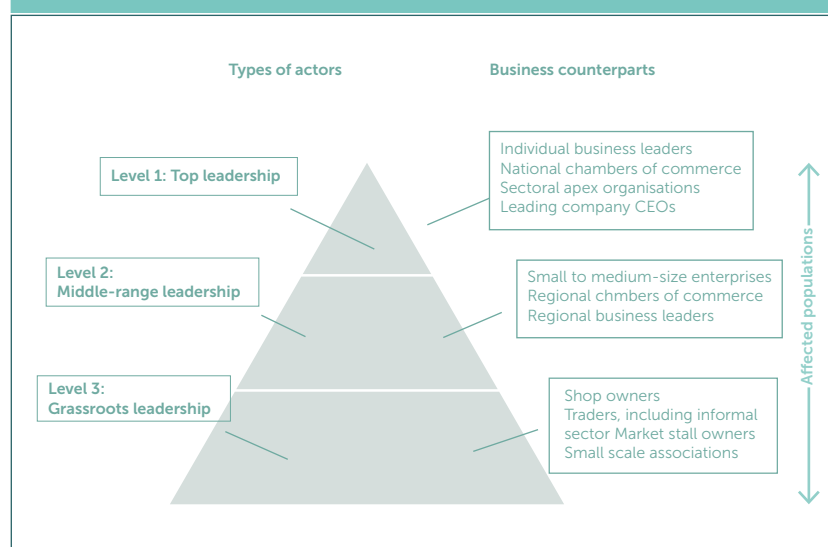 Types of actors
Business counterparts
Level 1: Top leadership
Individual business leaders
National chambers of commerce
Sectoral apex organisations
Leading company CEOs
Level 2:
Middle-range leadership
Small to medium-size enterprises
Regional chmbers of commerce
Regional business leaders
Level 3:
Grassroots leadership
Shop owners
Traders, including informal
sector Market stall owners
Small scale associations
Affected populations